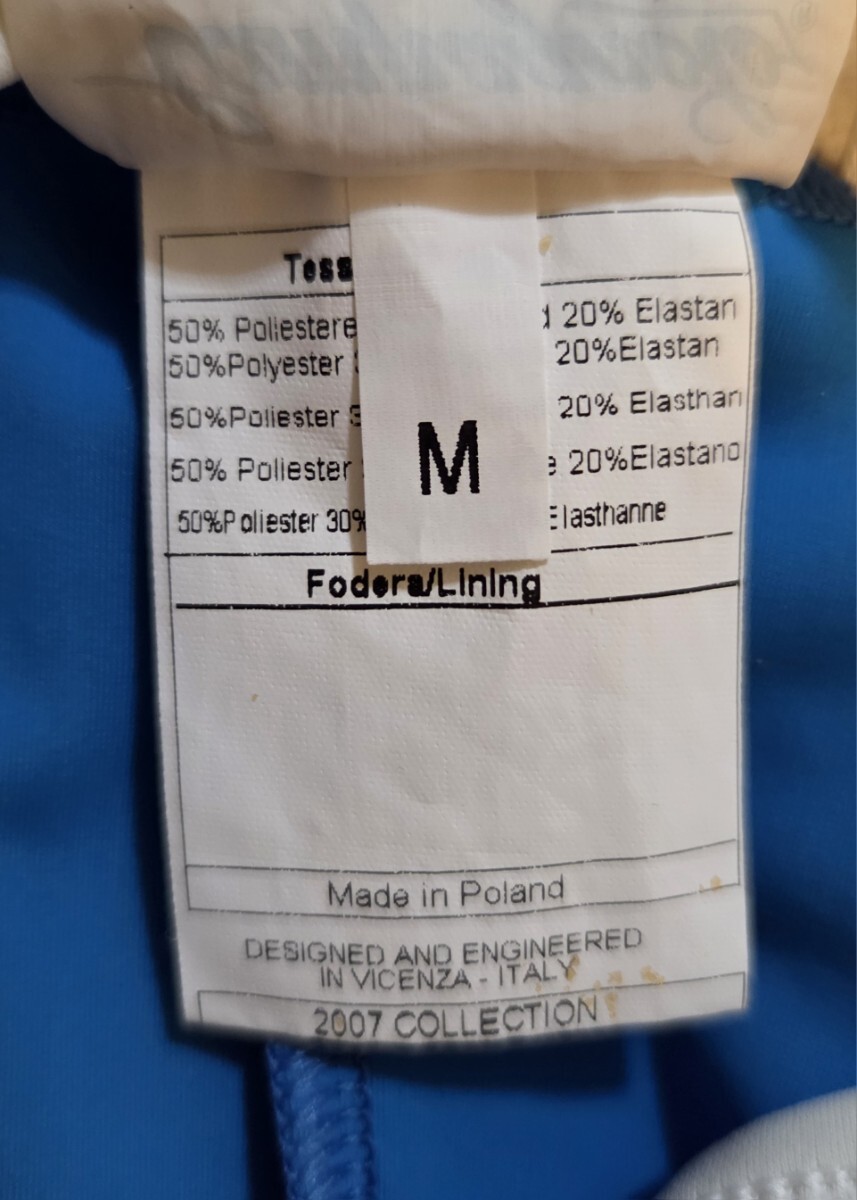 50% Poliestere 20% Elastan
50%Polyester 20%Elastan
50%Poliester 20% Elasthan
50% Poliester 20%Elastano
50%Poliester 30% Elasthanne
M
Fodera/Lining
Made in Poland
DESIGNED AND ENGINEERED
IN VICENZA - ITALY
2007 COLLECTION